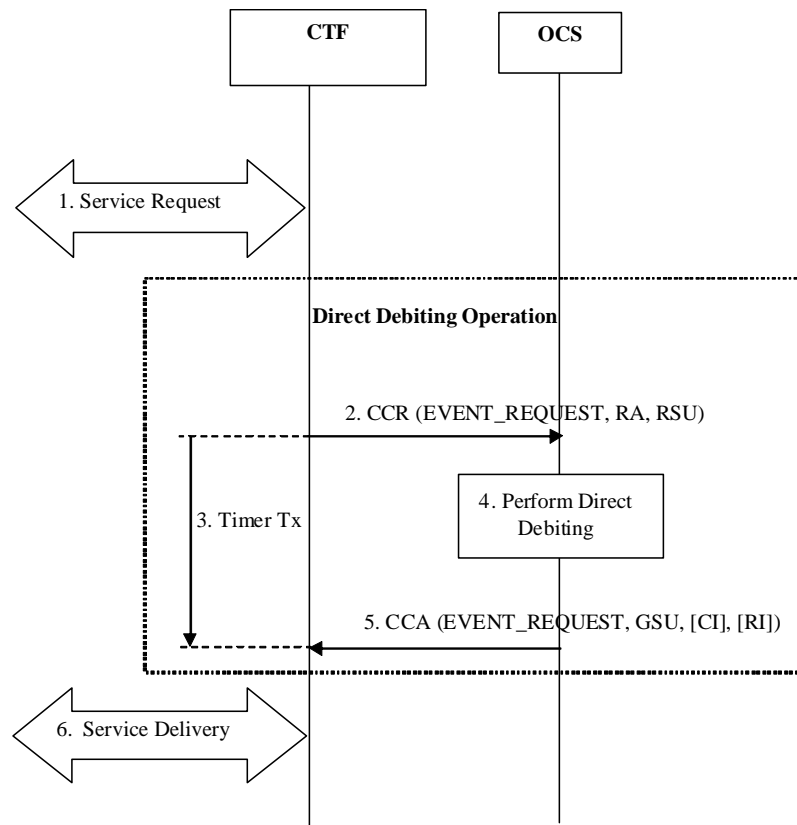 CTF
OCS
1. Service Request
Direct Debiting Operation
2. CCR (EVENT_REQUEST, RA, RSU)
3. Timer Tx
4. Perform Direct
Debiting
5. CCA (EVENT_REQUEST, GSU, [CI], [RI])
6. Service Delivery